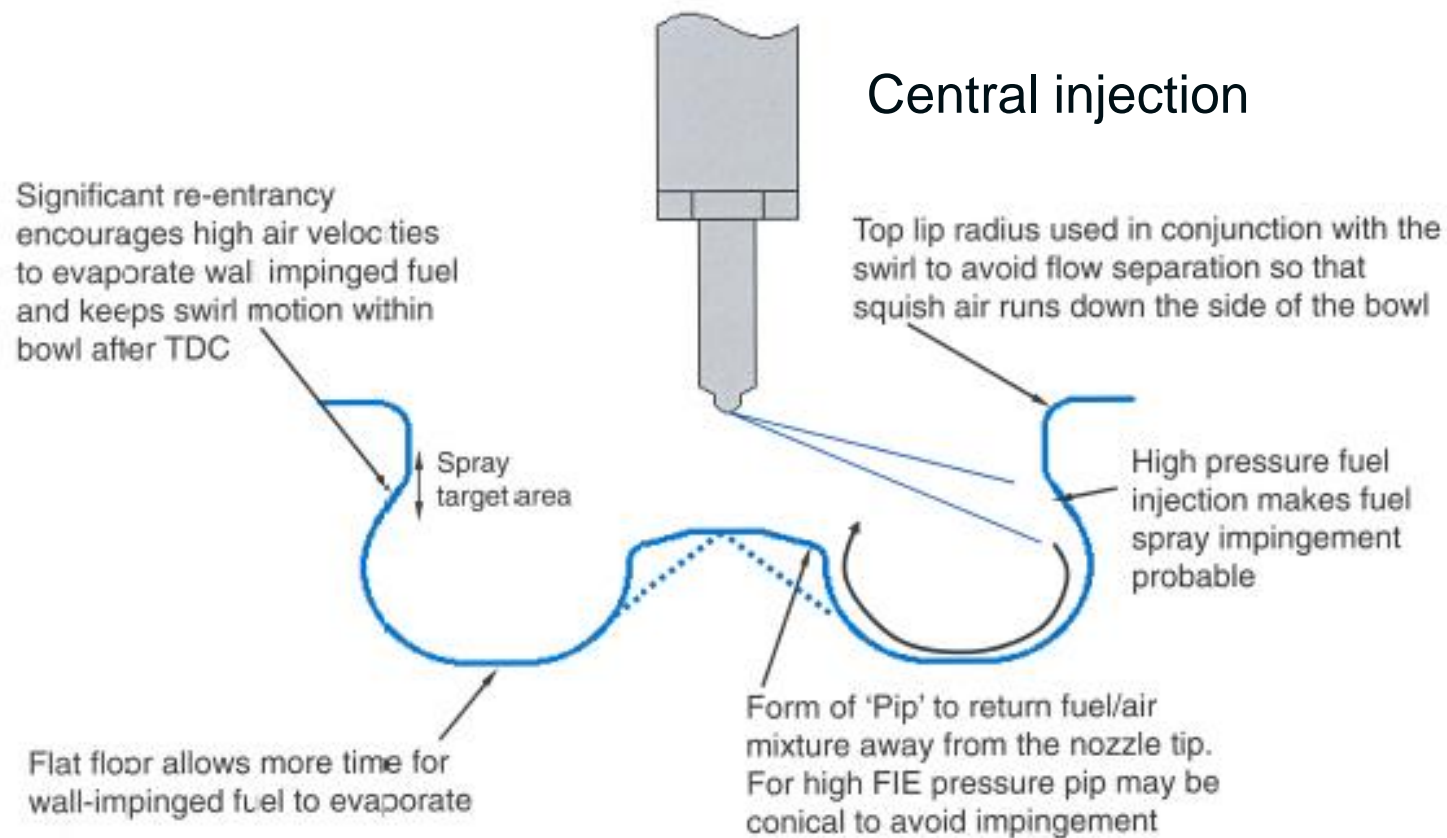 Central injection
Significant re-entrancy
encourages high air veloc ties
to evaporate wal impinged fuel
and keeps swirl motion within
bowl after TDC
Top lip radius used in conjunction with the
swirl to avoid flow separation so that
squish air runs down the side of the bowl
Spray
target area
High pressure fuel
injection makes fuel
spray impingement
probable
Form of ‘Pip’ to return fuel/air
mixture away from the nozzle tip.
For high FIE pressure pip may be
conical to avoid impingement
Flat floor allows more time for
wall-impinged fuel to evaporate